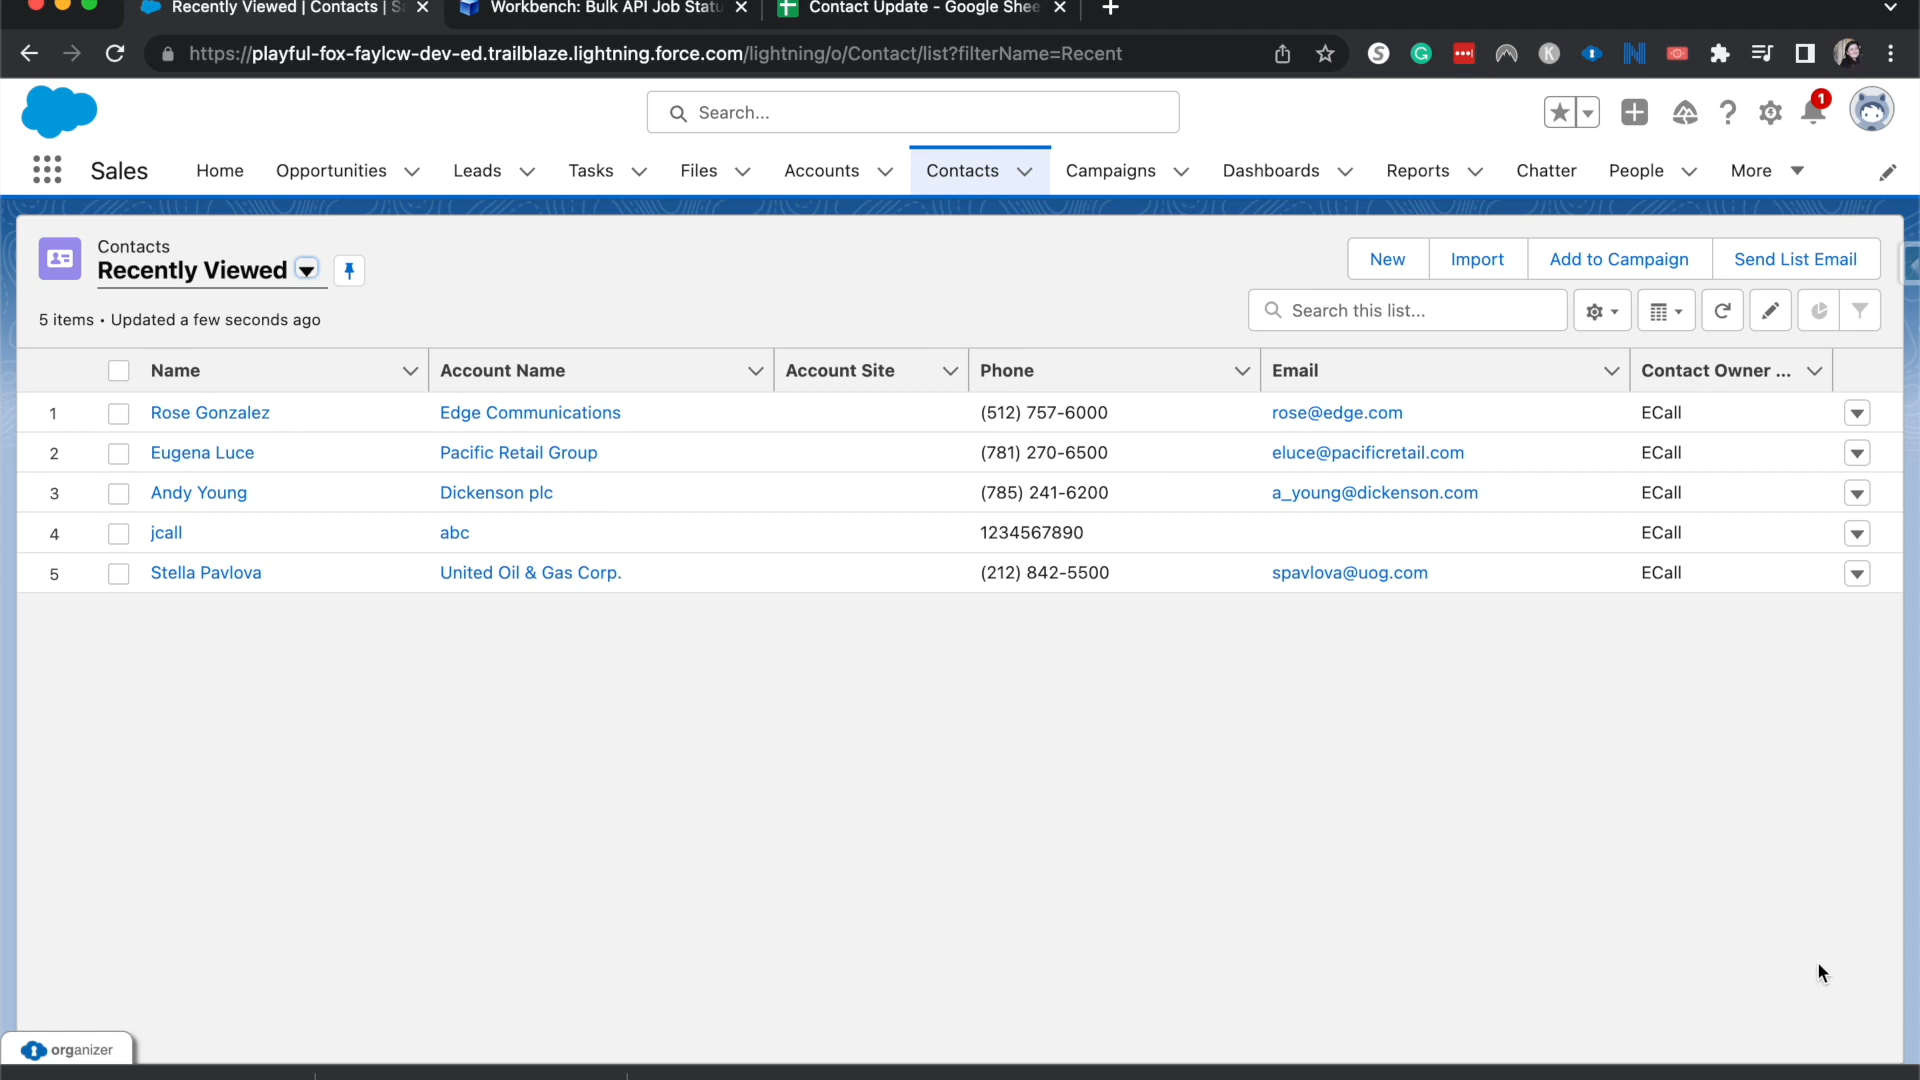 Recently Viewed | Contacts | S
Workbench: Bulk API Job Statu
Contact Update - Google Shee
https://playful-fox-faylcw-dev-ed.trailblaze.lightning.force.com/lightning/o/Contact/list?filterName=Recent
Search...
1
Sales Home Opportunities Leads Tasks Files Accounts Contacts Campaigns Dashboards Reports Chatter People More
Contacts
Recently Viewed
New Import Add to Campaign Send List Email
5 items • Updated a few seconds ago
Search this list...
Name Account Name Account Site Phone Email Contact Owner ...
1 Rose Gonzalez Edge Communications (512) 757-6000 rose@edge.com ECall
2 Eugena Luce Pacific Retail Group (781) 270-6500 eluce@pacificretail.com ECall
3 Andy Young Dickenson plc (785) 241-6200 a_young@dickenson.com ECall
4 jcall abc 1234567890 ECall
5 Stella Pavlova United Oil & Gas Corp. (212) 842-5500 spavlova@uog.com ECall
organizer